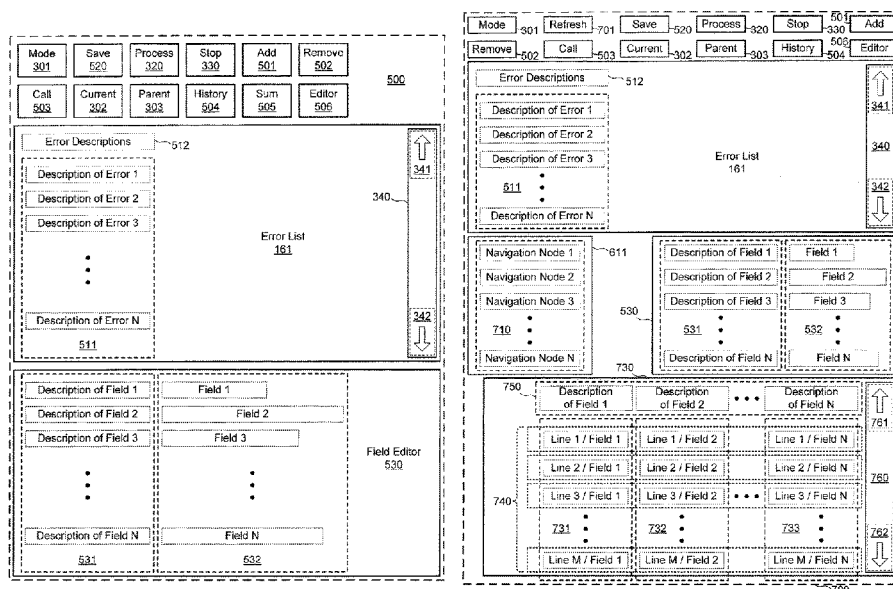 Mode Save Process Stop Add Remove
301 520 320 330 501 502
500
Call Current Parent History Sum Editor
503 302 303 504 505 506
Error Descriptions
512
341
Description of Error 1
Description of Error 2
340
Description of Error 3
Error List
161
342
Description of Error N
511
Description of Field 1 Field 1
Description of Field 2 Field 2
Description of Field 3 Field 3
Field Editor
530
Description of Field N Field N
531 532
Mode Refresh Save Process Stop Add
301 701 520 320 330 501
Remove Call Current Parent History Editor
502 503 302 303 504 506
Error Descriptions
512
341
Description of Error 1
Description of Error 2
Description of Error 3
340
Error List
161
511
342
Description of Error N
611
Navigation Node 1 Description of Field 1 Field 1
Navigation Node 2 Description of Field 2 Field 2
Navigation Node 3 Description of Field 3 Field 3
530
710 531 532
Navigation Node N Description of Field N Field N
730
750
Description of Field 1 Description of Field 2 Description of Field N
761
Line 1 / Field 1 Line 1 / Field 2 Line 1 / Field N
Line 2 / Field 1 Line 2 / Field 2 Line 2 / Field N
760
Line 3 / Field 1 Line 3 / Field 2 Line 3 / Field N
740
731 732 733
762
Line M / Field 1 Line M / Field 2 Line M / Field N